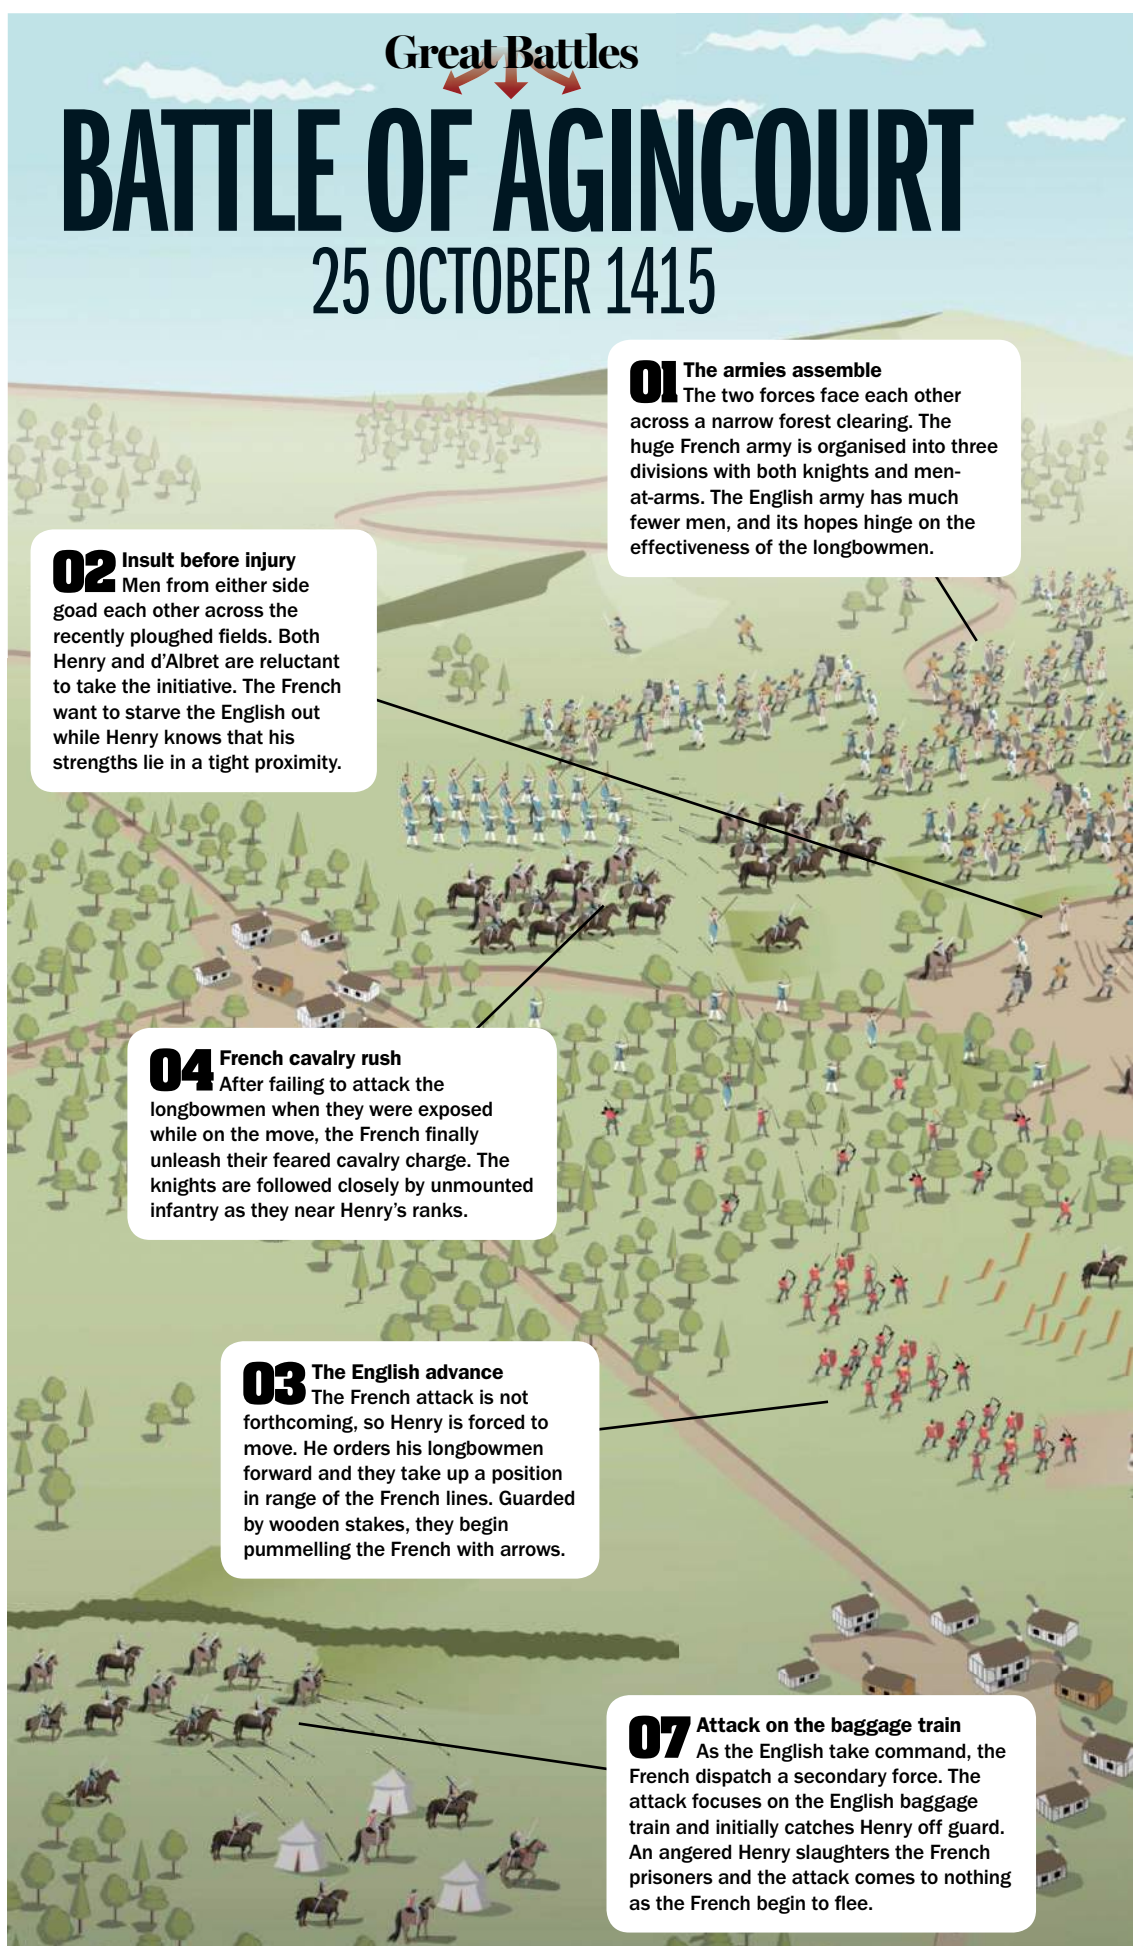 Great Battles
BATTLE OF AGINCOURT
25 OCTOBER 1415
01 The armies assemble
The two forces face each other
across a narrow forest clearing. The
huge French army is organised into three
divisions with both knights and men-
at-arms. The English army has much
fewer men, and its hopes hinge on the
effectiveness of the longbowmen.
02 Insult before injury
Men from either side
goad each other across the
recently ploughed fields. Both
Henry and d’Albret are reluctant
to take the initiative. The French
want to starve the English out
while Henry knows that his
strengths lie in a tight proximity.
04 French cavalry rush
After failing to attack the
longbowmen when they were exposed
while on the move, the French finally
unleash their feared cavalry charge. The
knights are followed closely by unmounted
infantry as they near Henry’s ranks.
03 The English advance
The French attack is not
forthcoming, so Henry is forced to
move. He orders his longbowmen
forward and they take up a position
in range of the French lines. Guarded
by wooden stakes, they begin
pummelling the French with arrows.
07 Attack on the baggage train
As the English take command, the
French dispatch a secondary force. The
attack focuses on the English baggage
train and initially catches Henry off guard.
An angered Henry slaughters the French
prisoners and the attack comes to nothing
as the French begin to flee.